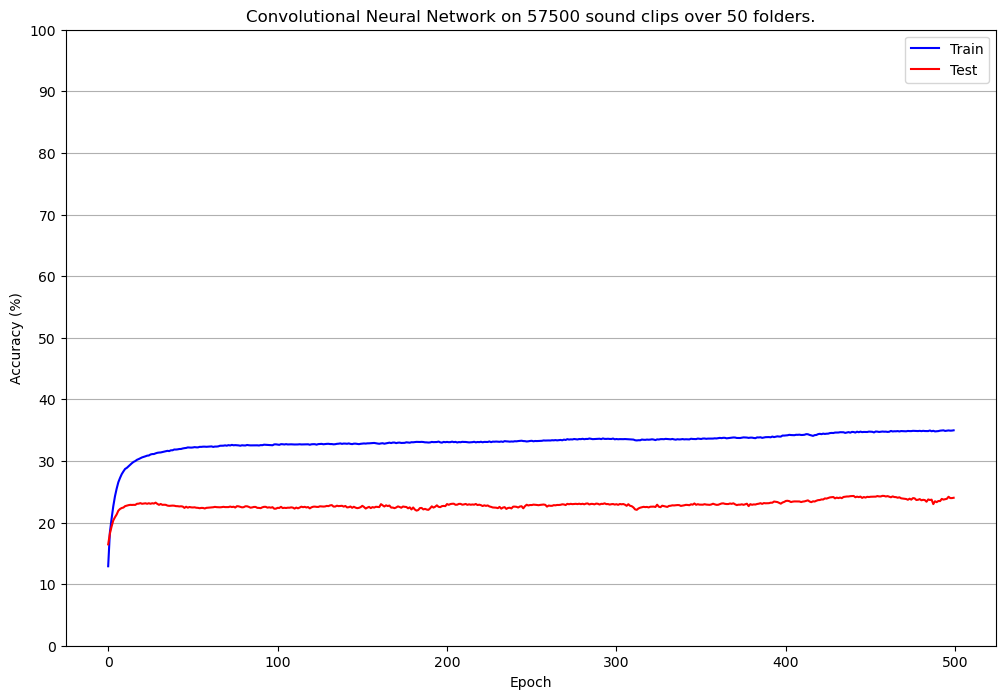 Convolutional Neural Network on 57500 sound clips over 50 folders.
Train
Test
100
90
80
70
60
50
40
30
20
10
0
Accuracy (%)
0 100 200 300 400 500
Epoch